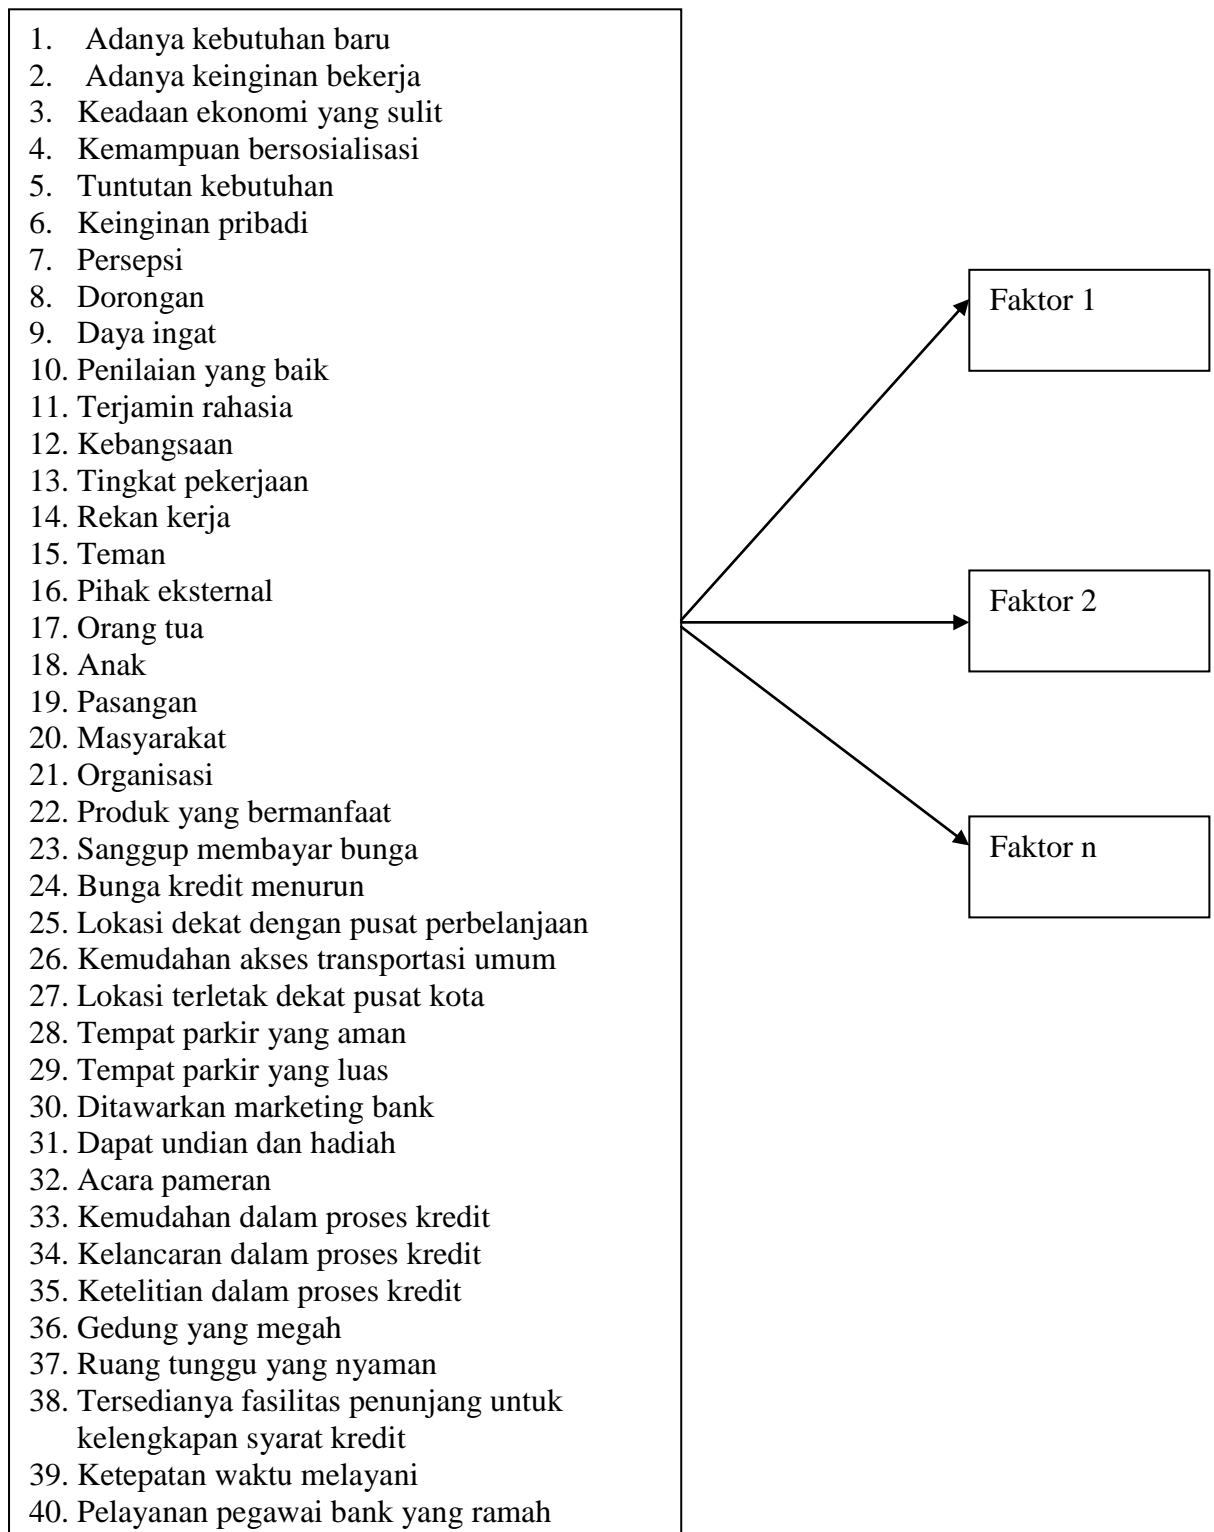 1. Adanya kebutuhan baru
2. Adanya keinginan bekerja
3. Keadaan ekonomi yang sulit
4. Kemampuan bersosialisasi
5. Tuntutan kebutuhan
6. Keinginan pribadi
7. Persepsi
8. Dorongan
9. Daya ingat
10. Penilaian yang baik
11. Terjamin rahasia
12. Kebangsaan
13. Tingkat pekerjaan
14. Rekan kerja
15. Teman
16. Pihak eksternal
17. Orang tua
18. Anak
19. Pasangan
20. Masyarakat
21. Organisasi
22. Produk yang bermanfaat
23. Sanggup membayar bunga
24. Bunga kredit menurun
25. Lokasi dekat dengan pusat perbelanjaan
26. Kemudahan akses transportasi umum
27. Lokasi terletak dekat pusat kota
28. Tempat parkir yang aman
29. Tempat parkir yang luas
30. Ditawarkan marketing bank
31. Dapat undian dan hadiah
32. Acara pameran
33. Kemudahan dalam proses kredit
34. Kelancaran dalam proses kredit
35. Ketelitian dalam proses kredit
36. Gedung yang megah
37. Ruang tunggu yang nyaman
38. Tersedianya fasilitas penunjang untuk
kelengkapan syarat kredit
39. Ketepatan waktu melayani
40. Pelayanan pegawai bank yang ramah
Faktor 1
Faktor 2
Faktor n